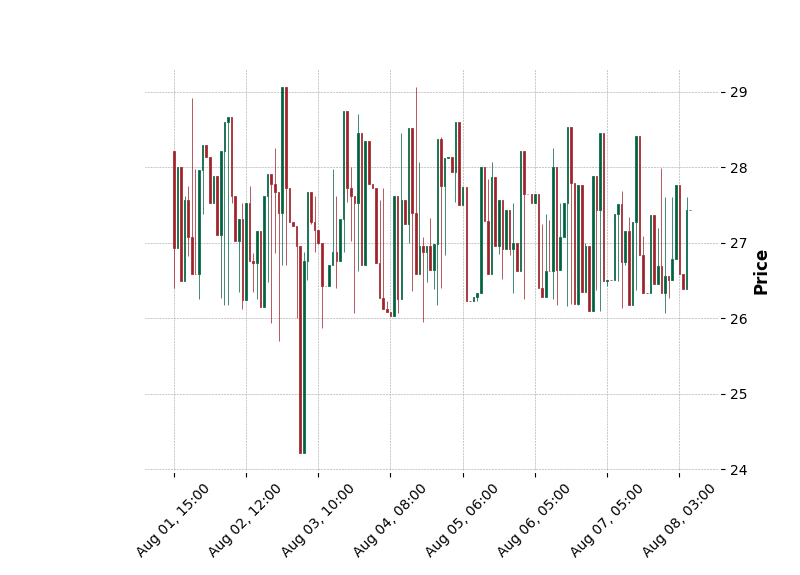 29
28
27
26
25
24
Price
Aug 01, 15:00
Aug 02, 12:00
Aug 03, 10:00
Aug 04, 08:00
Aug 05, 06:00
Aug 06, 05:00
Aug 07, 05:00
Aug 08, 03:00